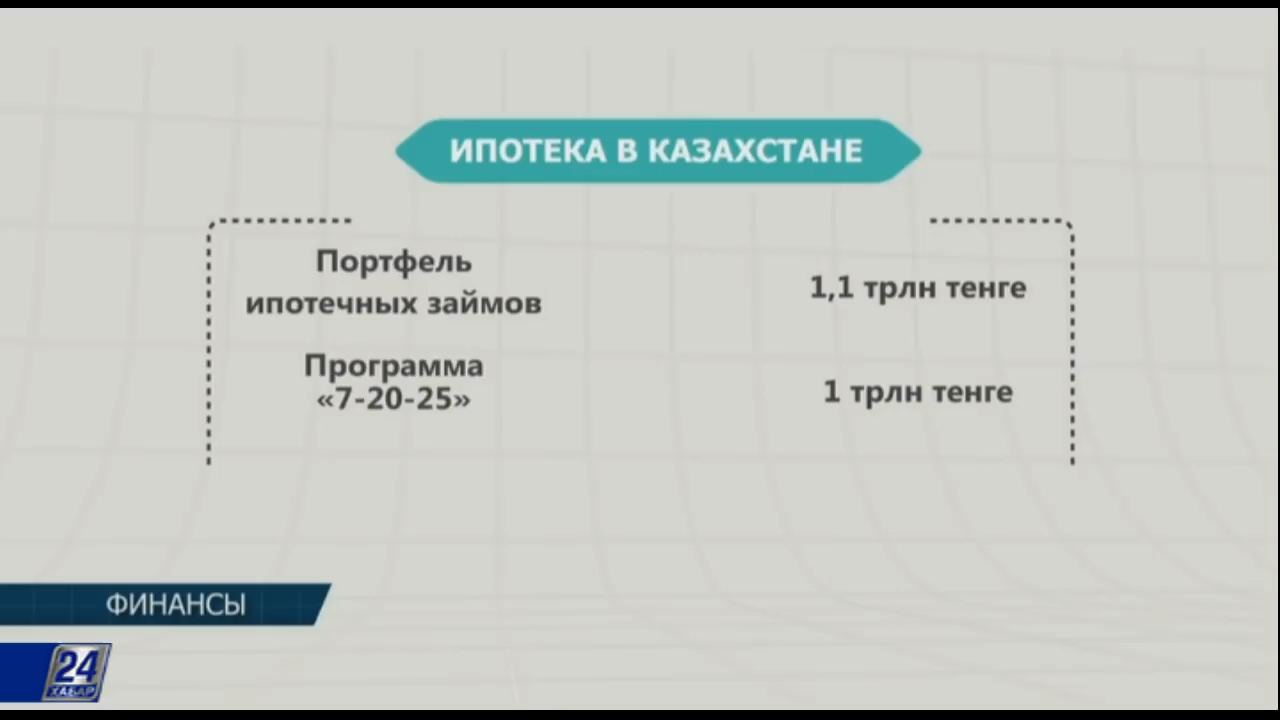 ИПОТЕКА В КАЗАХСТАНЕ
Портфель
ипотечных займов
1,1 трлн тенге
Программа
«7-20-25»
1 трлн тенге
ФИНАНСЫ
24
ХАБАР